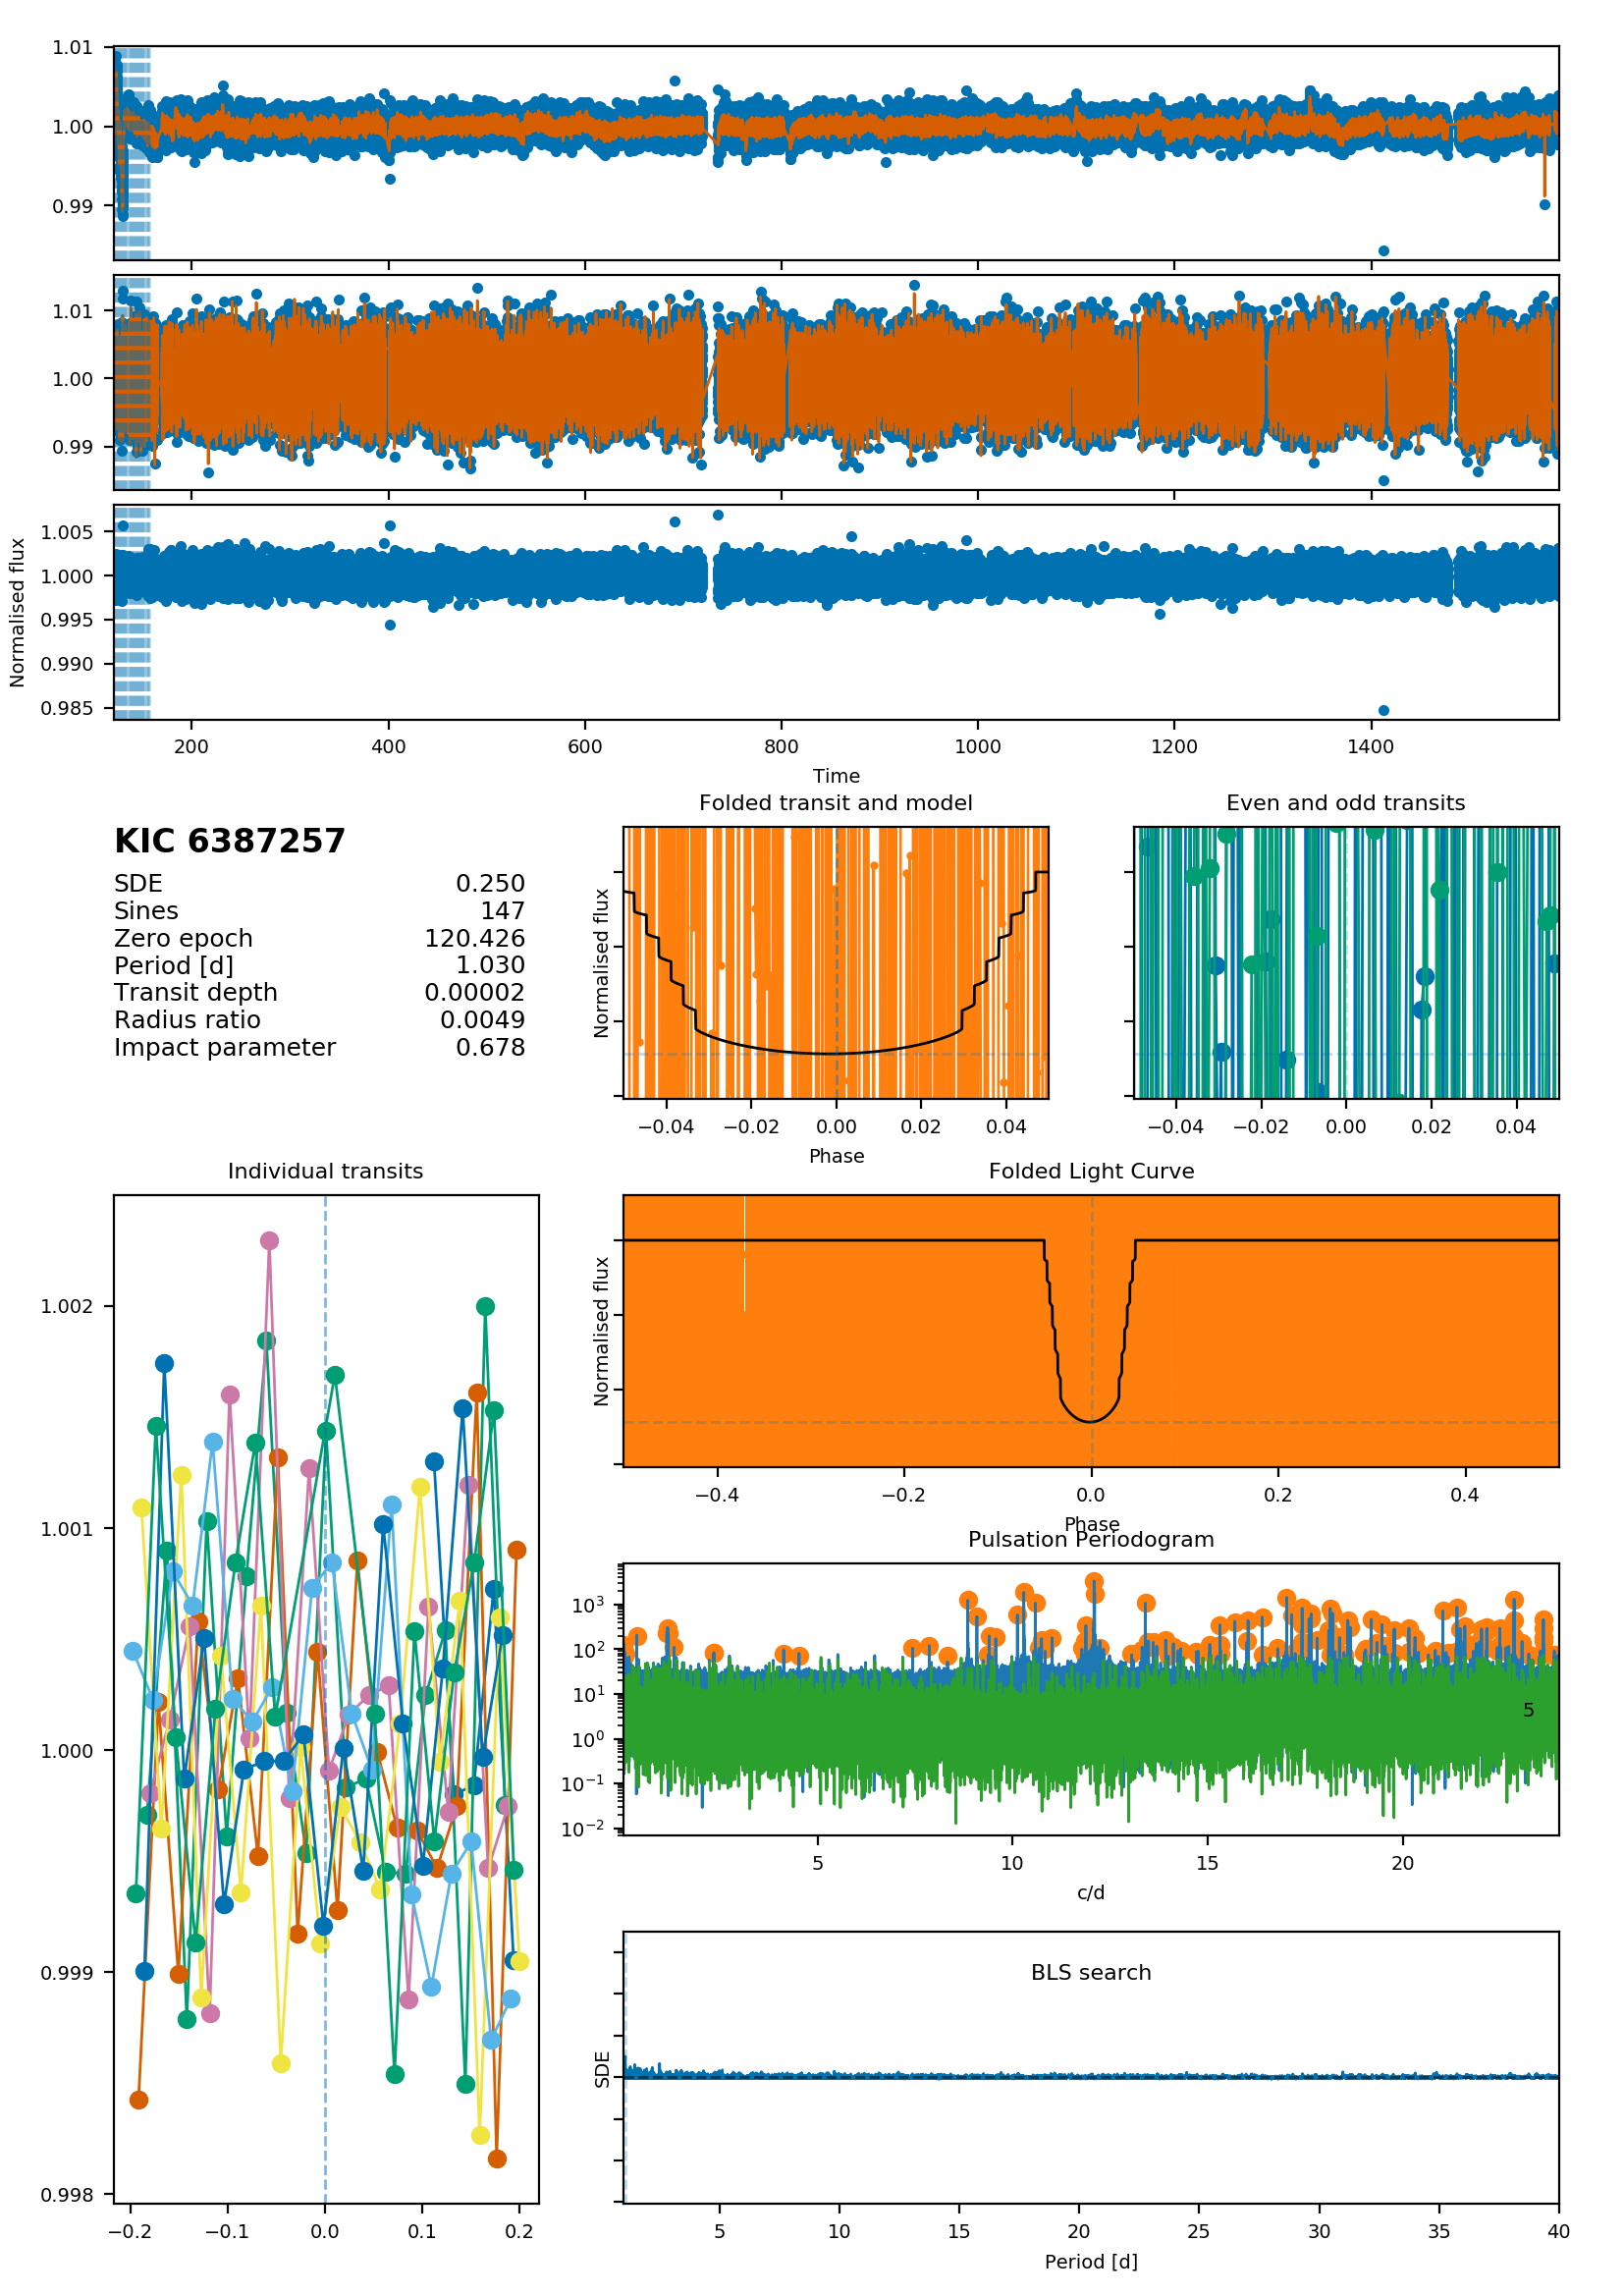 1.01
1.00
0.99
1.01
1.00
0.99
Normalised flux
1.005
1.000
0.995
0.990
0.985
200 400 600 800 1000 1200 1400
Time
KIC 6387257
SDE 0.250
Sines 147
Zero epoch 120.426
Period [d] 1.030
Transit depth 0.00002
Radius ratio 0.0049
Impact parameter 0.678
Folded transit and model
Normalised flux
−0.04 −0.02 0.00 0.02 0.04
Phase
Even and odd transits
−0.04 −0.02 0.00 0.02 0.04
Individual transits
1.002
1.001
1.000
0.999
0.998
−0.2 −0.1 0.0 0.1 0.2
Folded Light Curve
Normalised flux
−0.4 −0.2 0.0 0.2 0.4
Phase
Pulsation Periodogram
10³
10²
10¹
10⁰
10⁻¹
10⁻²
5
5 10 15 20
c/d
BLS search
SDE
5 10 15 20 25 30 35 40
Period [d]